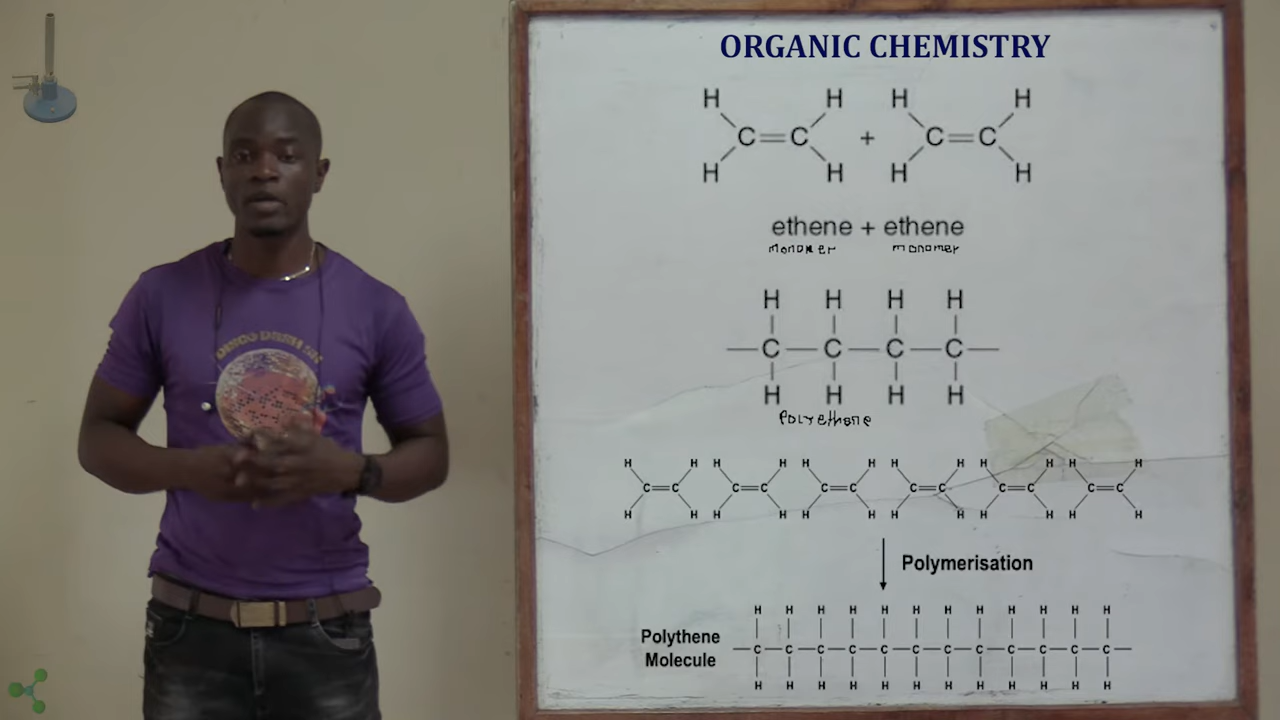 ORGANIC CHEMISTRY
H H H H
C=C + C=C
H H H H
ethene + ethene
monomer monomer
H H H H
—C—C—C—C—
H H H H
Polyethene
H H H H H H H H H H H H
C=C C=C C=C C=C C=C C=C
H H H H H H H H H H H H
Polymerisation
H H H H H H H H H H H H
Polythene
Molecule
—C—C—C—C—C—C—C—C—C—C—C—C—
H H H H H H H H H H H H